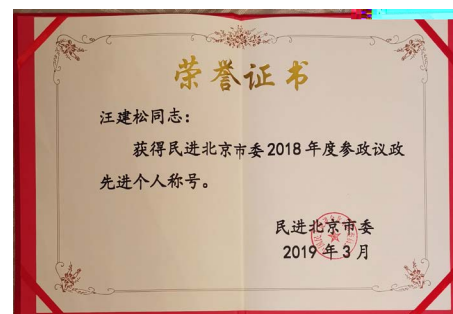 荣誉证书
汪建松同志：
获得民进北京市委2018年度参政议政
先进个人称号。
民进北京市委
2019年3月